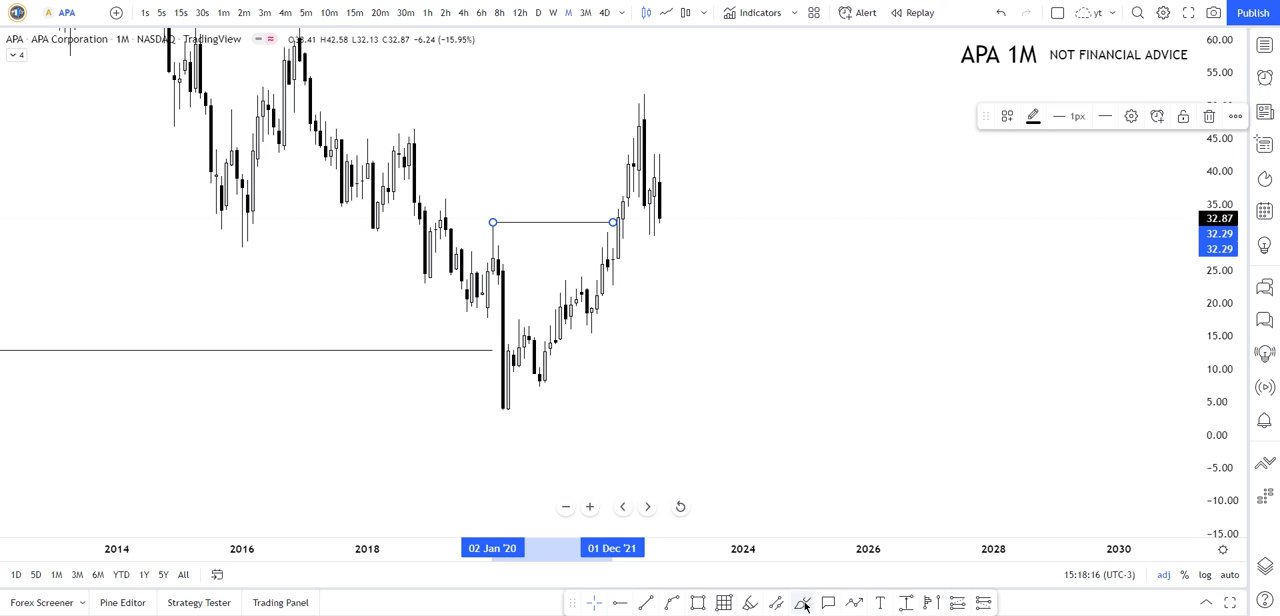 APA 1s 5s 15s 30s 1m 2m 3m 4m 5m 10m 15m 20m 30m 1h 2h 4h 6h 8h 12h D W M 3M 4D Indicators Alert Replay yt Publish
APA · APA Corporation · 1M · NASDAQ · TradingView H42.58 L32.13 C32.87 −6.24 (−15.95%)
4
APA 1M NOT FINANCIAL ADVICE
1px
60.00
55.00
45.00
40.00
35.00
32.87
32.29
32.29
25.00
20.00
15.00
10.00
5.00
0.00
−5.00
−10.00
−15.00
2014 2016 2018 02 Jan '20 01 Dec '21 2024 2026 2028 2030
1D 5D 1M 3M 6M YTD 1Y 5Y All 15:18:16 (UTC-3) adj % log auto
Forex Screener Pine Editor Strategy Tester Trading Panel